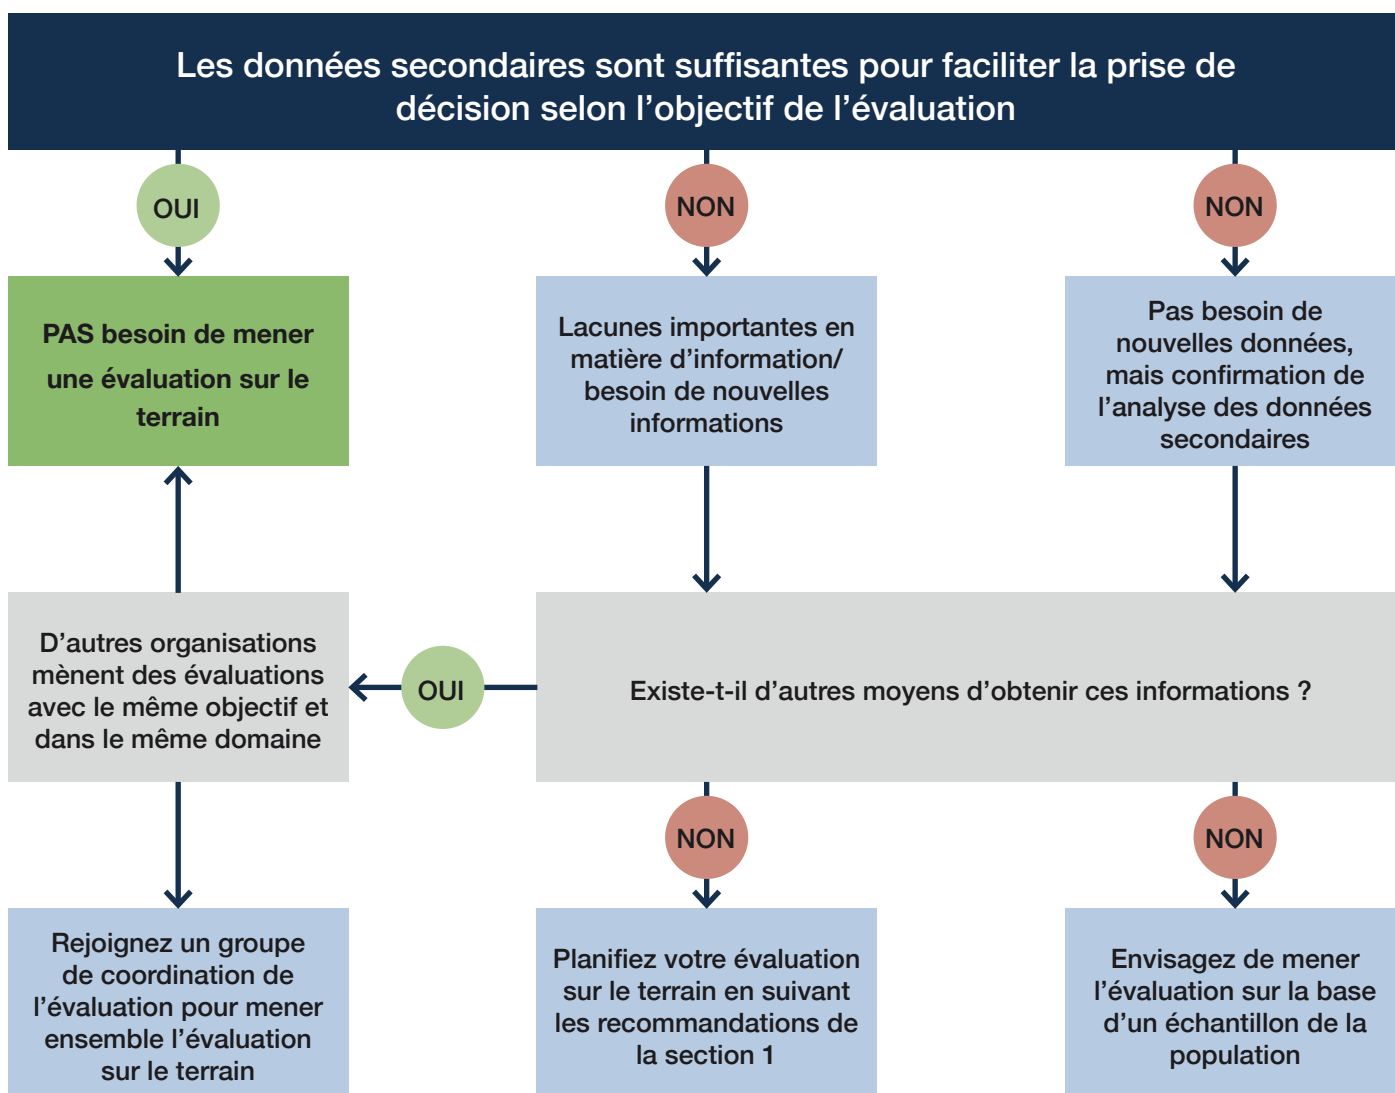 Les données secondaires sont suffisantes pour faciliter la prise de
décision selon l’objectif de l’évaluation
OUI
NON
NON
PAS besoin de mener
une évaluation sur le
terrain
Lacunes importantes en
matière d’information/
besoin de nouvelles
informations
Pas besoin de
nouvelles données,
mais confirmation de
l’analyse des données
secondaires
D’autres organisations
mènent des évaluations
avec le même objectif et
dans le même domaine
OUI
Existe-t-il d’autres moyens d’obtenir ces informations ?
NON
NON
Rejoignez un groupe
de coordination de
l’évaluation pour mener
ensemble l’évaluation
sur le terrain
Planifiez votre évaluation
sur le terrain en suivant
les recommandations de
la section 1
Envisagez de mener
l’évaluation sur la base
d’un échantillon de la
population